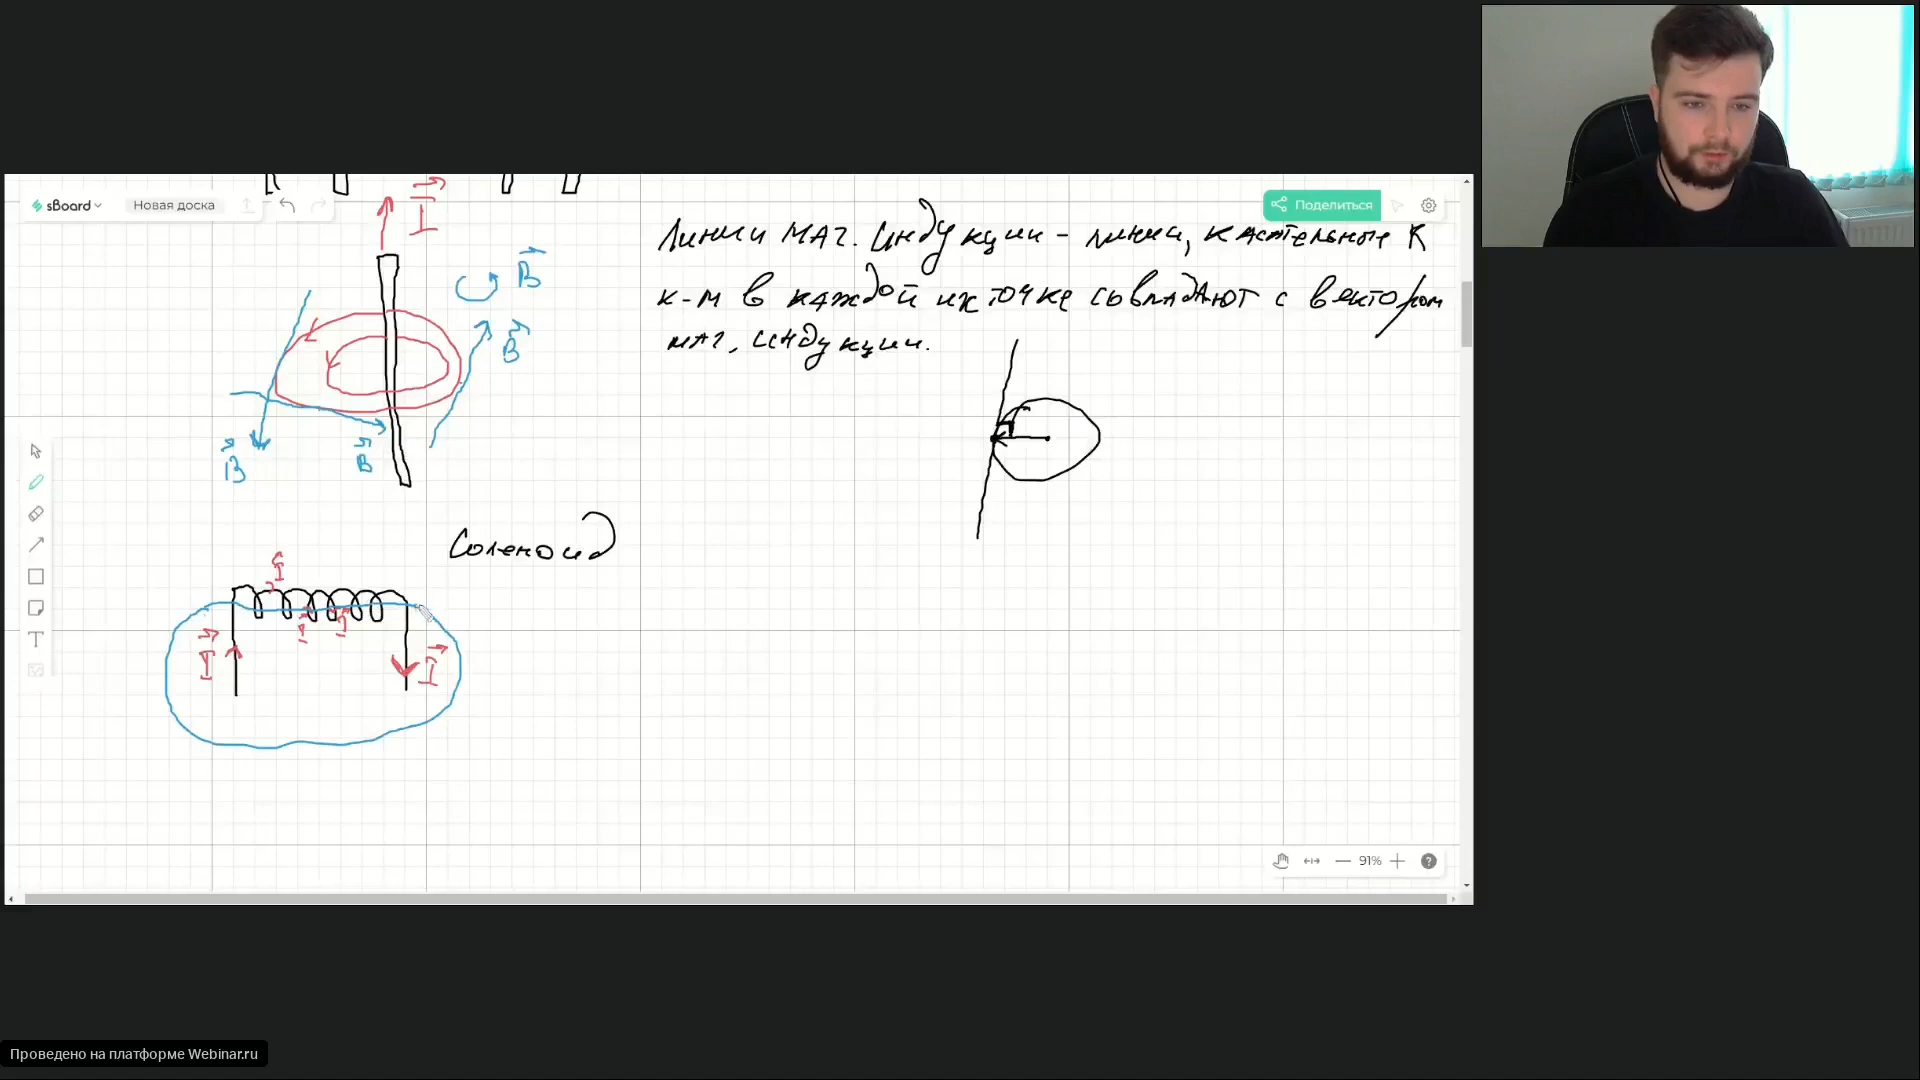 sBoard
Новая доска
Поделиться
I
B
B
B
B
Линии маг. индукции - линии, касательные к
к-м в каждой их точке совпадают с вектором
маг. индукции.
Соленоид
I
I
I
I
I
91%
Проведено на платформе Webinar.ru